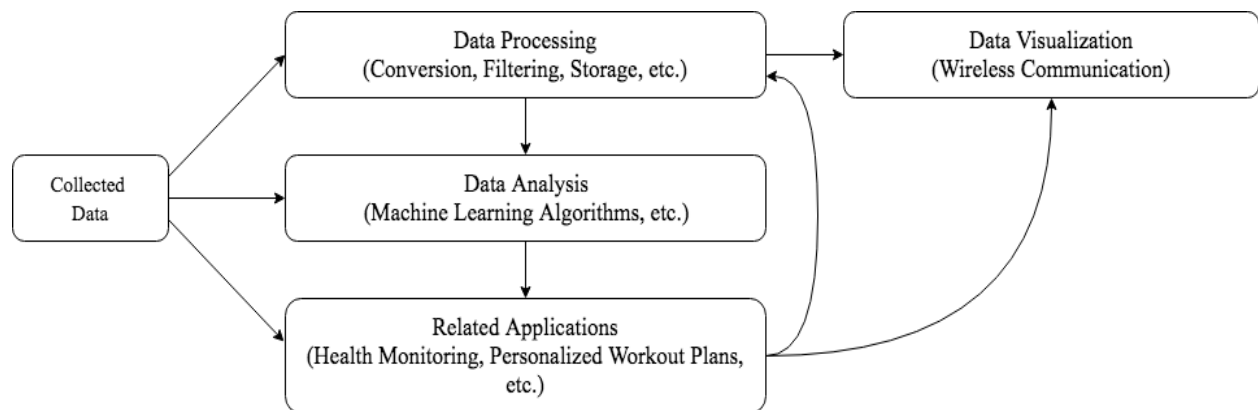 Data Processing
(Conversion, Filtering, Storage, etc.)
Data Visualization
(Wireless Communication)
Collected
Data
Data Analysis
(Machine Learning Algorithms, etc.)
Related Applications
(Health Monitoring, Personalized Workout Plans,
etc.)